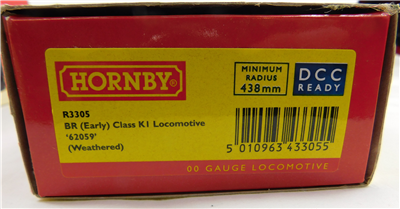 HORNBY®
MINIMUM
RADIUS
438mm
DCC
READY
R3305
BR (Early) Class K1 Locomotive
'62059'
(Weathered)
5 010963 433055
00 GAUGE LOCOMOTIVE